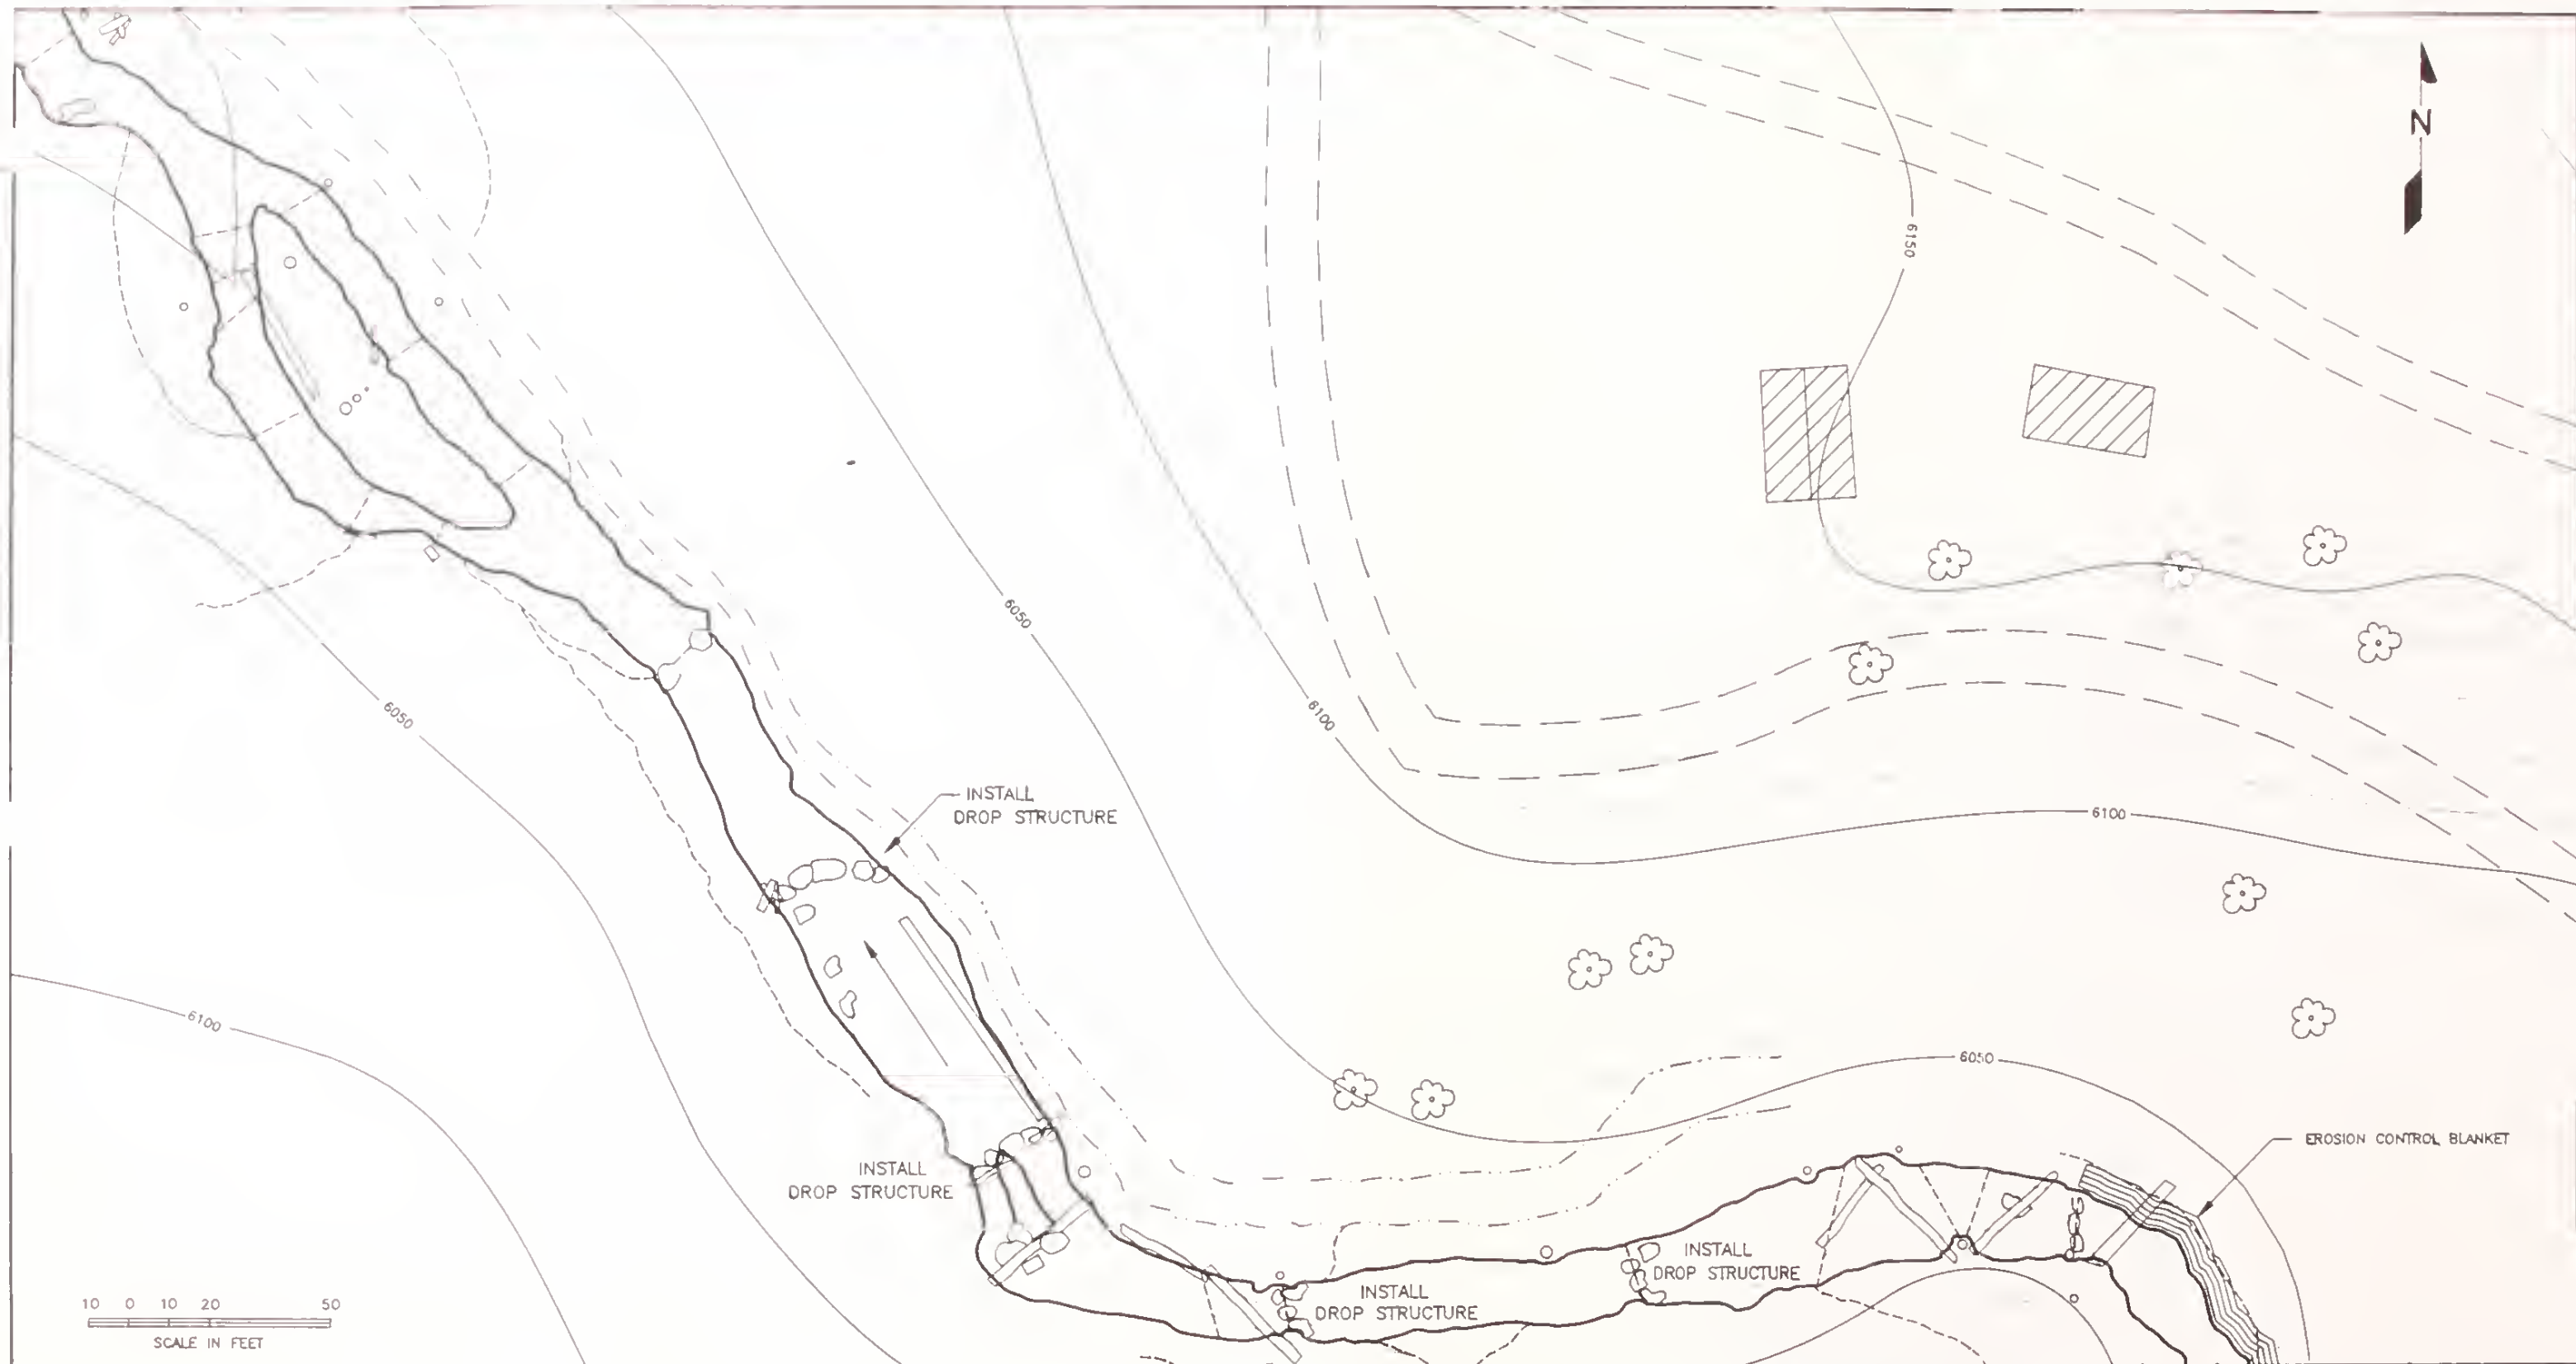 N
6150
6050
6100
6050
INSTALL
DROP STRUCTURE
6100
6100
6050
EROSION CONTROL BLANKET
INSTALL
DROP STRUCTURE
INSTALL
DROP STRUCTURE
INSTALL
DROP STRUCTURE
10 0 10 20 50
SCALE IN FEET